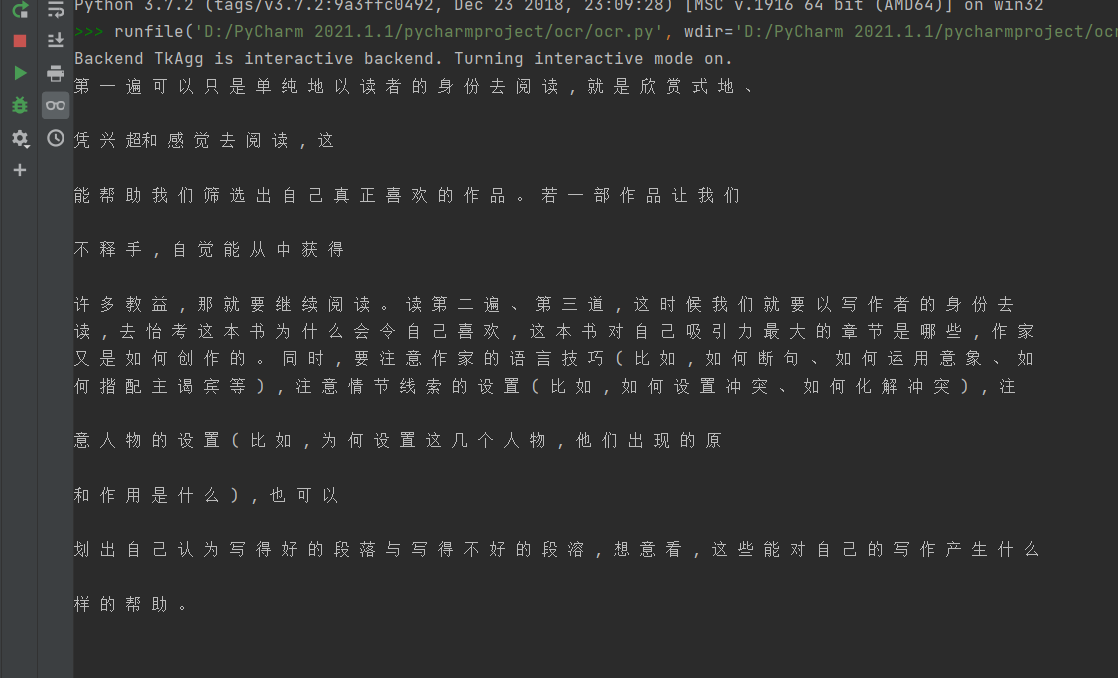 Python 3.7.2 (tags/v3.7.2:9a3ffc0492, Dec 23 2018, 23:09:28) [MSC v.1916 64 bit (AMD64)] on win32
>>> runfile('D:/PyCharm 2021.1.1/pycharmproject/ocr/ocr.py', wdir='D:/PyCharm 2021.1.1/pycharmproject/ocr
Backend TkAgg is interactive backend. Turning interactive mode on.
第 一 遍 可 以 只 是 单 纯 地 以 读 者 的 身 份 去 阅 读 , 就 是 欣 赏 式 地 、
凭 兴 超和 感 觉 去 阅 读 , 这
能 帮 助 我 们 筛 选 出 自 己 真 正 喜 欢 的 作 品 。 若 一 部 作 品 让 我 们
不 释 手 , 自 觉 能 从 中 获 得
许 多 教 益 , 那 就 要 继 续 阅 读 。 读 第 二 遍 、 第 三 道 , 这 时 候 我 们 就 要 以 写 作 者 的 身 份 去
读 , 去 怡 考 这 本 书 为 什 么 会 令 自 己 喜 欢 , 这 本 书 对 自 己 吸 引 力 最 大 的 章 节 是 哪 些 , 作 家
又 是 如 何 创 作 的 。 同 时 , 要 注 意 作 家 的 语 言 技 巧 ( 比 如 , 如 何 断 句 、 如 何 运 用 意 象 、 如
何 揩 配 主 谒 宾 等 ) , 注 意 情 节 线 索 的 设 置 ( 比 如 , 如 何 设 置 冲 突 、 如 何 化 解 冲 突 ) , 注
意 人 物 的 设 置 ( 比 如 , 为 何 设 置 这 几 个 人 物 , 他 们 出 现 的 原
和 作 用 是 什 么 ) , 也 可 以
划 出 自 己 认 为 写 得 好 的 段 落 与 写 得 不 好 的 段 溶 , 想 意 看 , 这 些 能 对 自 己 的 写 作 产 生 什 么
样 的 帮 助 。